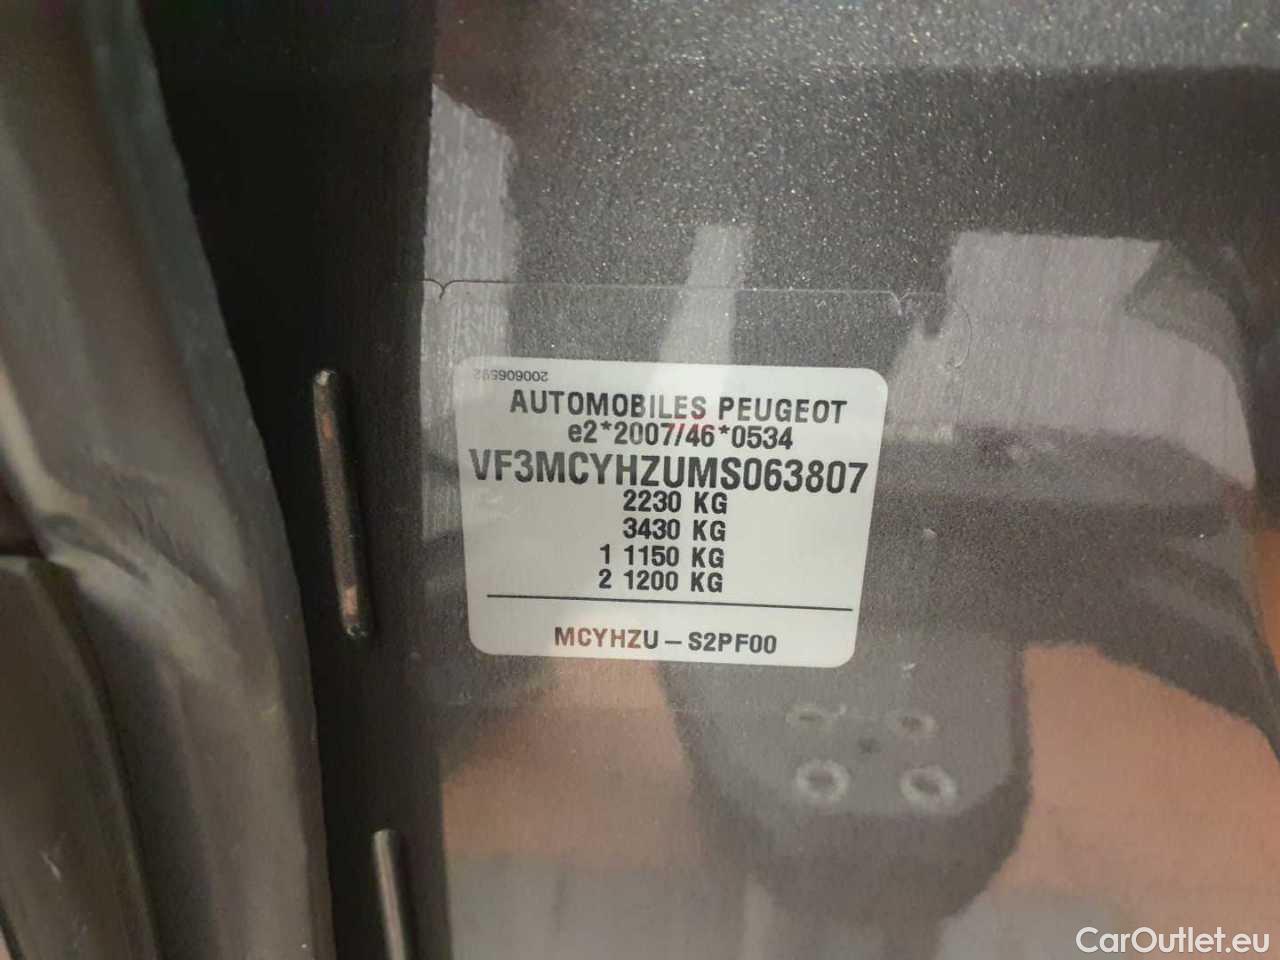 200606592
AUTOMOBILES PEUGEOT
e2*2007/46*0534
VF3MCYHZUMS063807
2230 KG
3430 KG
1 1150 KG
2 1200 KG
MCYHZU – S2PF00
CarOutlet.eu